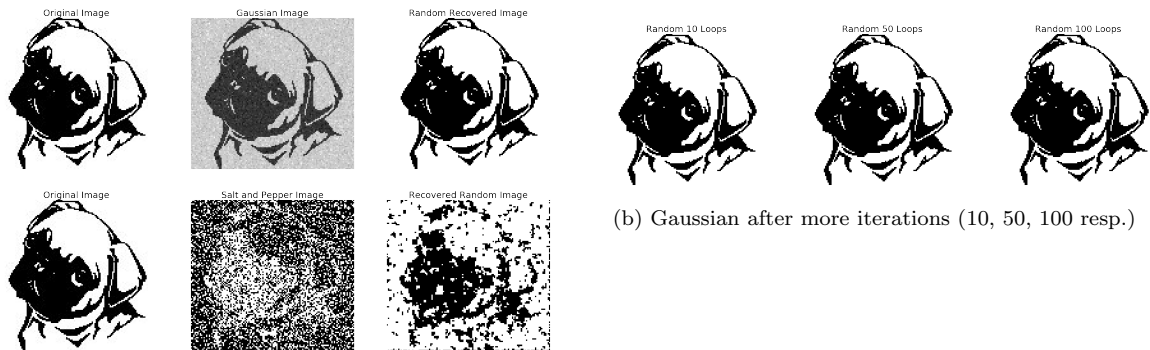 Original Image
Gaussian Image
Random Recovered Image
Original Image
Salt and Pepper Image
Recovered Random Image
Random 10 Loops
Random 50 Loops
Random 100 Loops
(b) Gaussian after more iterations (10, 50, 100 resp.)